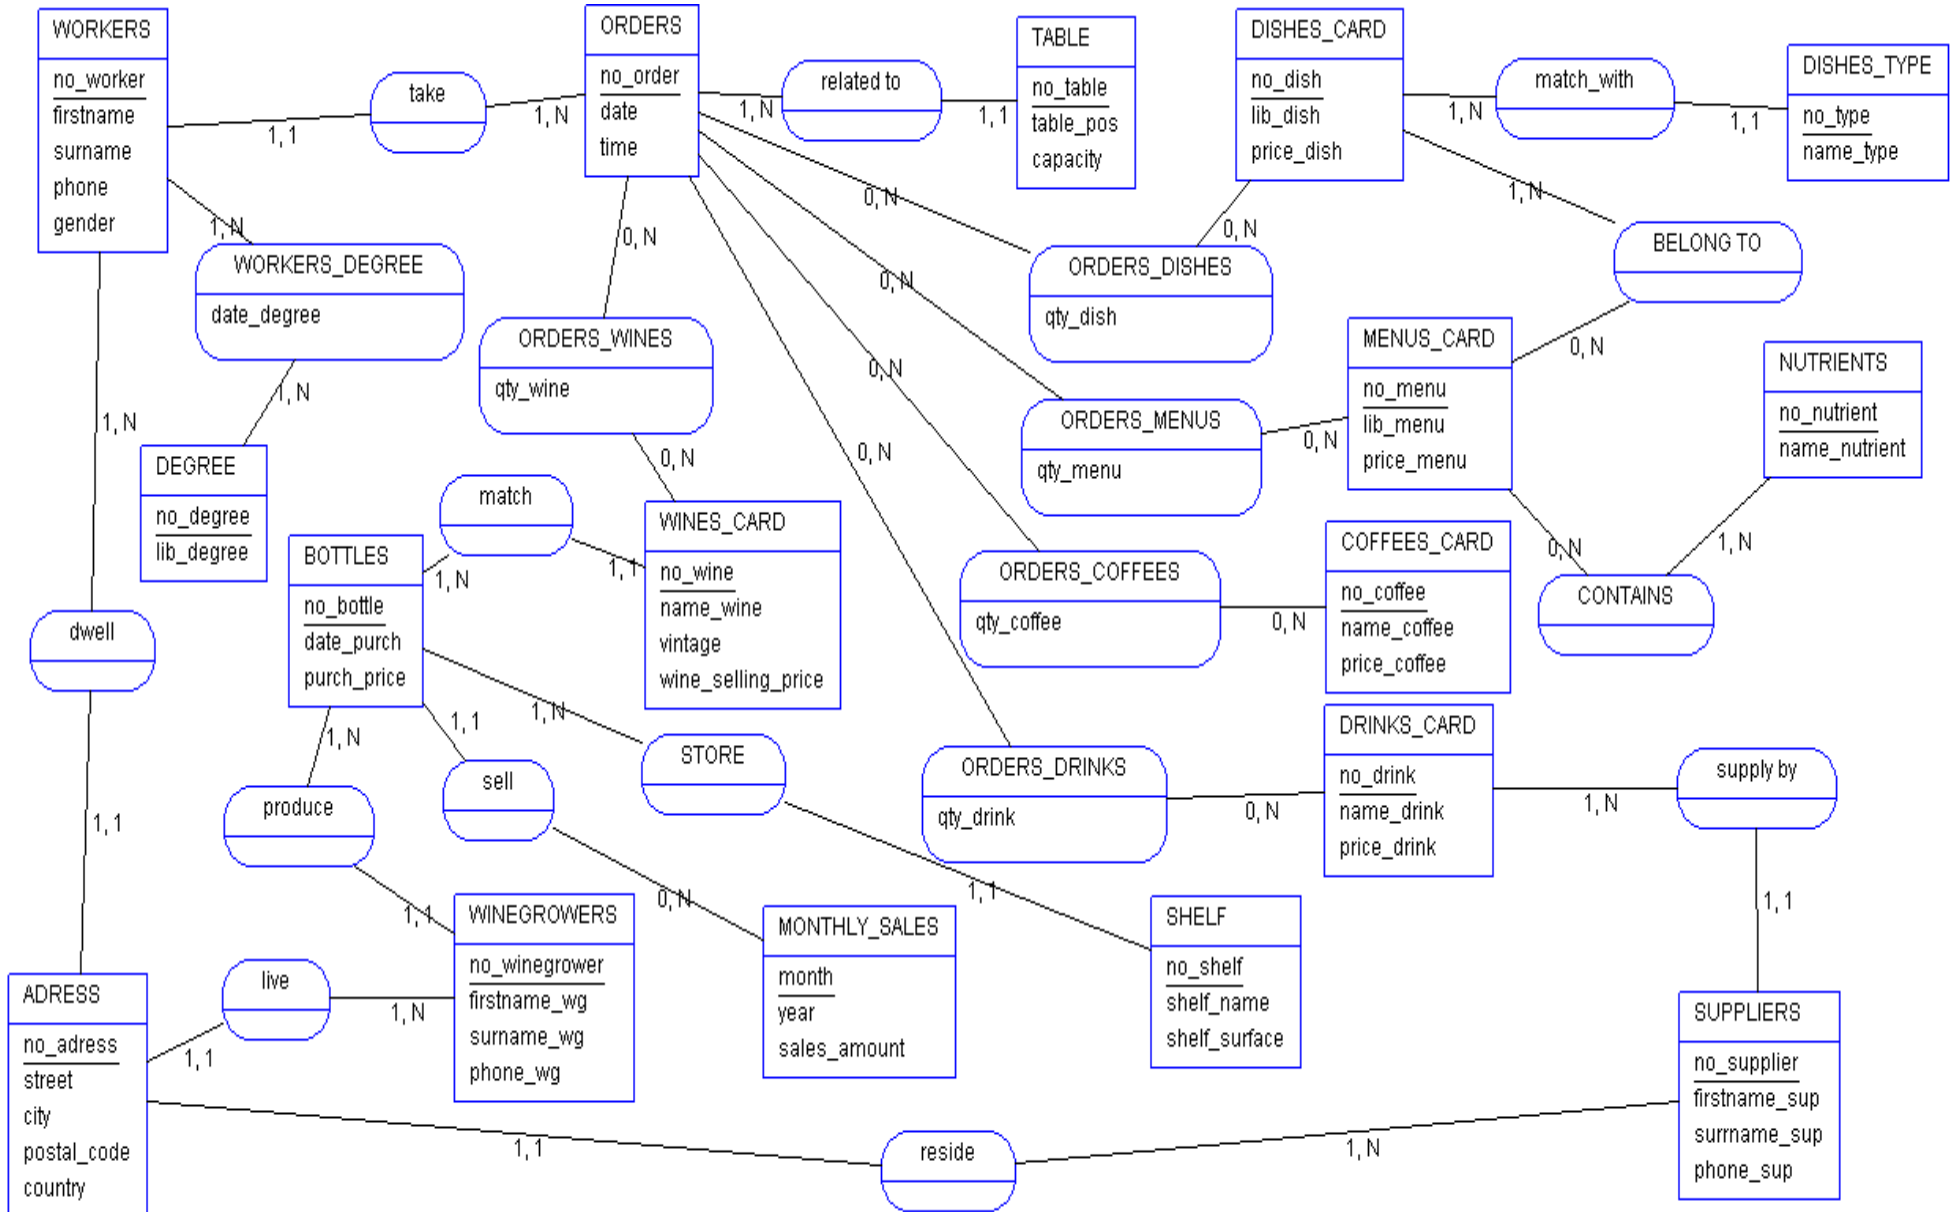 WORKERS
no_worker
firstname
surname
phone
gender
take
1, 1
1, N
ORDERS
no_order
date
time
related to
1, N
1, 1
TABLE
no_table
table_pos
capacity
DISHES_CARD
no_dish
lib_dish
price_dish
match_with
1, N
1, 1
DISHES_TYPE
no_type
name_type
1, N
WORKERS_DEGREE
date_degree
1, N
DEGREE
no_degree
lib_degree
0, N
ORDERS_WINES
qty_wine
0, N
0, N
ORDERS_DISHES
qty_dish
0, N
1, N
BELONG TO
0, N
0, N
ORDERS_MENUS
qty_menu
0, N
MENUS_CARD
no_menu
lib_menu
price_menu
NUTRIENTS
no_nutrient
name_nutrient
0, N
1, N
CONTAINS
0, N
ORDERS_COFFEES
qty_coffee
0, N
COFFEES_CARD
no_coffee
name_coffee
price_coffee
0, N
ORDERS_DRINKS
qty_drink
0, N
DRINKS_CARD
no_drink
name_drink
price_drink
1, N
supply by
1, 1
match
1, N
1, 1
WINES_CARD
no_wine
name_wine
vintage
wine_selling_price
BOTTLES
no_bottle
date_purch
purch_price
1, N
dwell
1, 1
1, N
produce
1, 1
1, 1
sell
0, N
1, N
STORE
1, 1
WINEGROWERS
no_winegrower
firstname_wg
surname_wg
phone_wg
MONTHLY_SALES
month
year
sales_amount
SHELF
no_shelf
shelf_name
shelf_surface
SUPPLIERS
no_supplier
firstname_sup
surrname_sup
phone_sup
ADRESS
no_adress
street
city
postal_code
country
live
1, 1
1, N
1, 1
reside
1, N